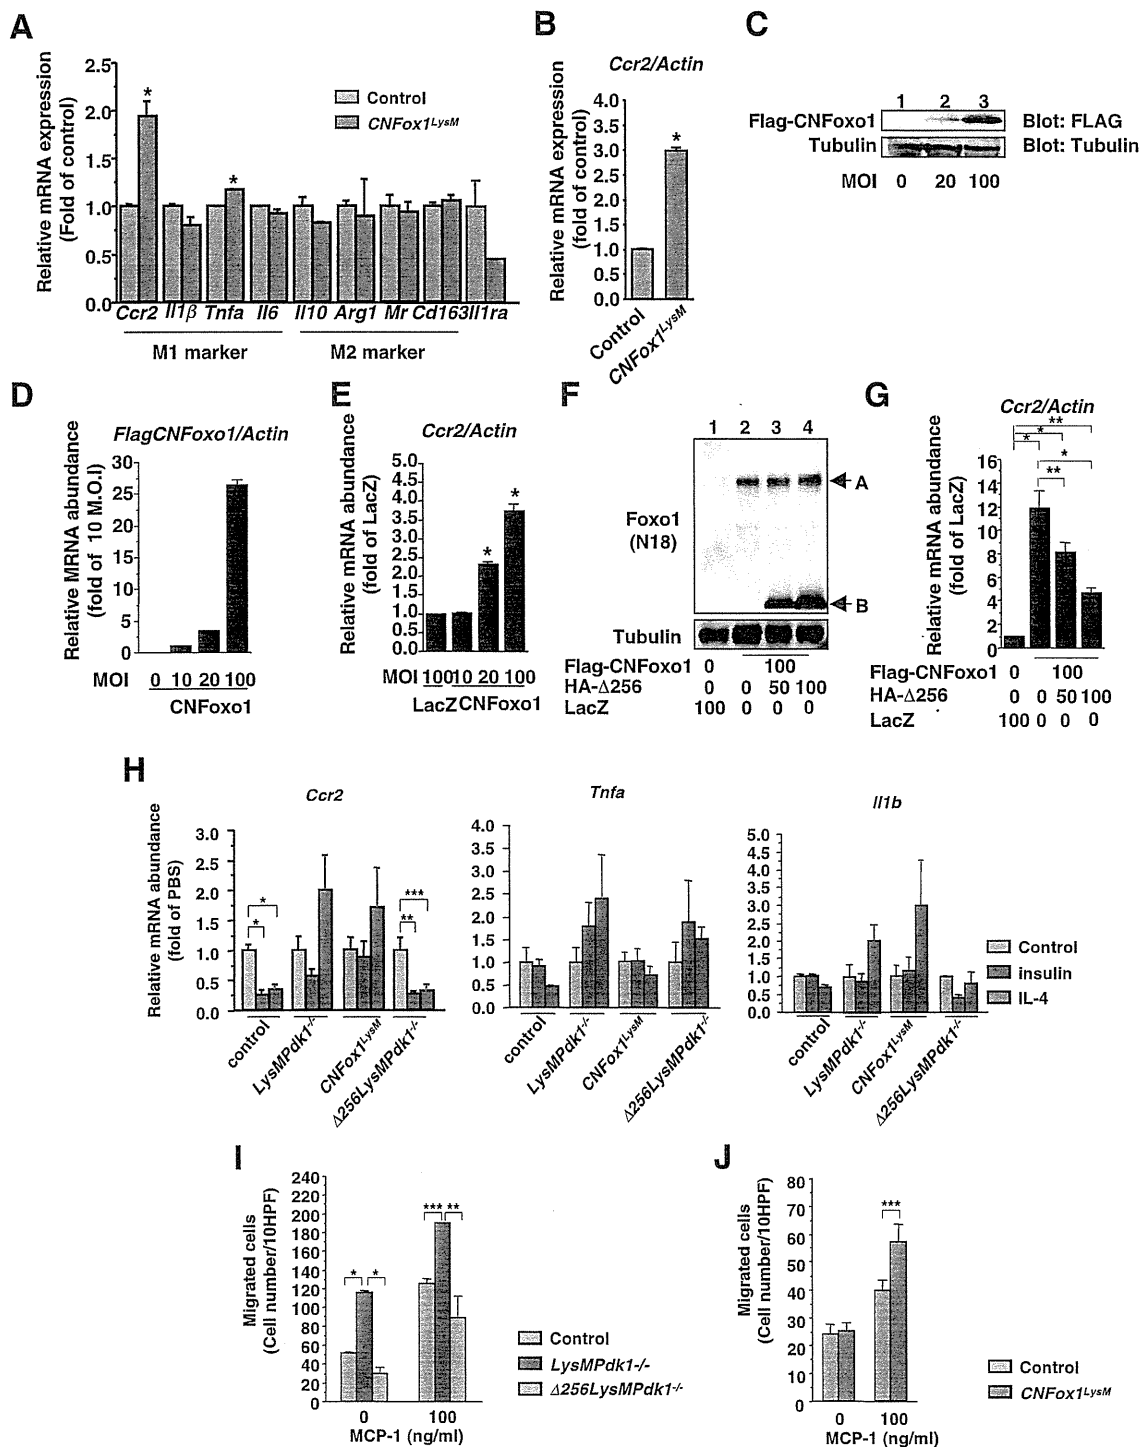 A
Relative mRNA expression
(Fold of control)
2.5
2.0
1.5
1.0
0.5
0.0
*
*
Control
CNFox1LysM
Ccr2 Il1β Tnfa Il6 Il10 Arg1 Mr Cd163 Il1ra
M1 marker
M2 marker
B
Ccr2/Actin
Relative mRNA expression
(fold of control)
4.0
3.5
3.0
2.5
2.0
1.5
1.0
0.5
0.0
*
Control
CNFox1LysM
C
1 2 3
Flag-CNFoxo1
Blot: FLAG
Tubulin
Blot: Tubulin
MOI 0 20 100
D
FlagCNFoxo1/Actin
Relative MRNA abundance
(fold of 10 M.O.I)
30
25
20
15
10
5
0
MOI 0 10 20 100
CNFoxo1
E
Ccr2/Actin
Relative mRNA abundance
(fold of LacZ)
5.0
4.5
4.0
3.5
3.0
2.5
2.0
1.5
1.0
0.5
0.0
*
*
MOI 100 10 20 100
LacZ CNFoxo1
F
1 2 3 4
Foxo1
(N18)
A
B
Tubulin
Flag-CNFoxo1 0 100
HA-Δ256 0 0 50 100
LacZ 100 0 0 0
G
Ccr2/Actin
Relative mRNA abundance
(fold of LacZ)
16
14
12
10
8
6
4
2
0
**
*
*
*
**
Flag-CNFoxo1 0 100
HA-Δ256 0 0 50 100
LacZ 100 0 0 0
H
Ccr2
Relative mRNA abundance
(fold of PBS)
3.0
2.5
2.0
1.5
1.0
0.5
0.0
*
*
***
**
control
LysMPdk1-/-
CNFox1LysM
Δ256LysMPdk1-/-
Tnfa
4.0
3.5
3.0
2.5
2.0
1.5
1.0
0.5
0.0
control
LysMPdk1-/-
CNFox1LysM
Δ256LysMPdk1-/-
Il1b
5.0
4.5
4.0
3.5
3.0
2.5
2.0
1.5
1.0
0.5
0.0
control
LysMPdk1-/-
CNFox1LysM
Δ256LysMPdk1-/-
Control
insulin
IL-4
I
Migrated cells
(Cell number/10HPF)
240
220
200
180
160
140
120
100
80
60
40
20
0
* *
*** **
0 100
MCP-1 (ng/ml)
Control
LysMPdk1-/-
Δ256LysMPdk1-/-
J
Migrated cells
(Cell number/10HPF)
80
70
60
50
40
30
20
10
0
***
0 100
MCP-1 (ng/ml)
Control
CNFox1LysM